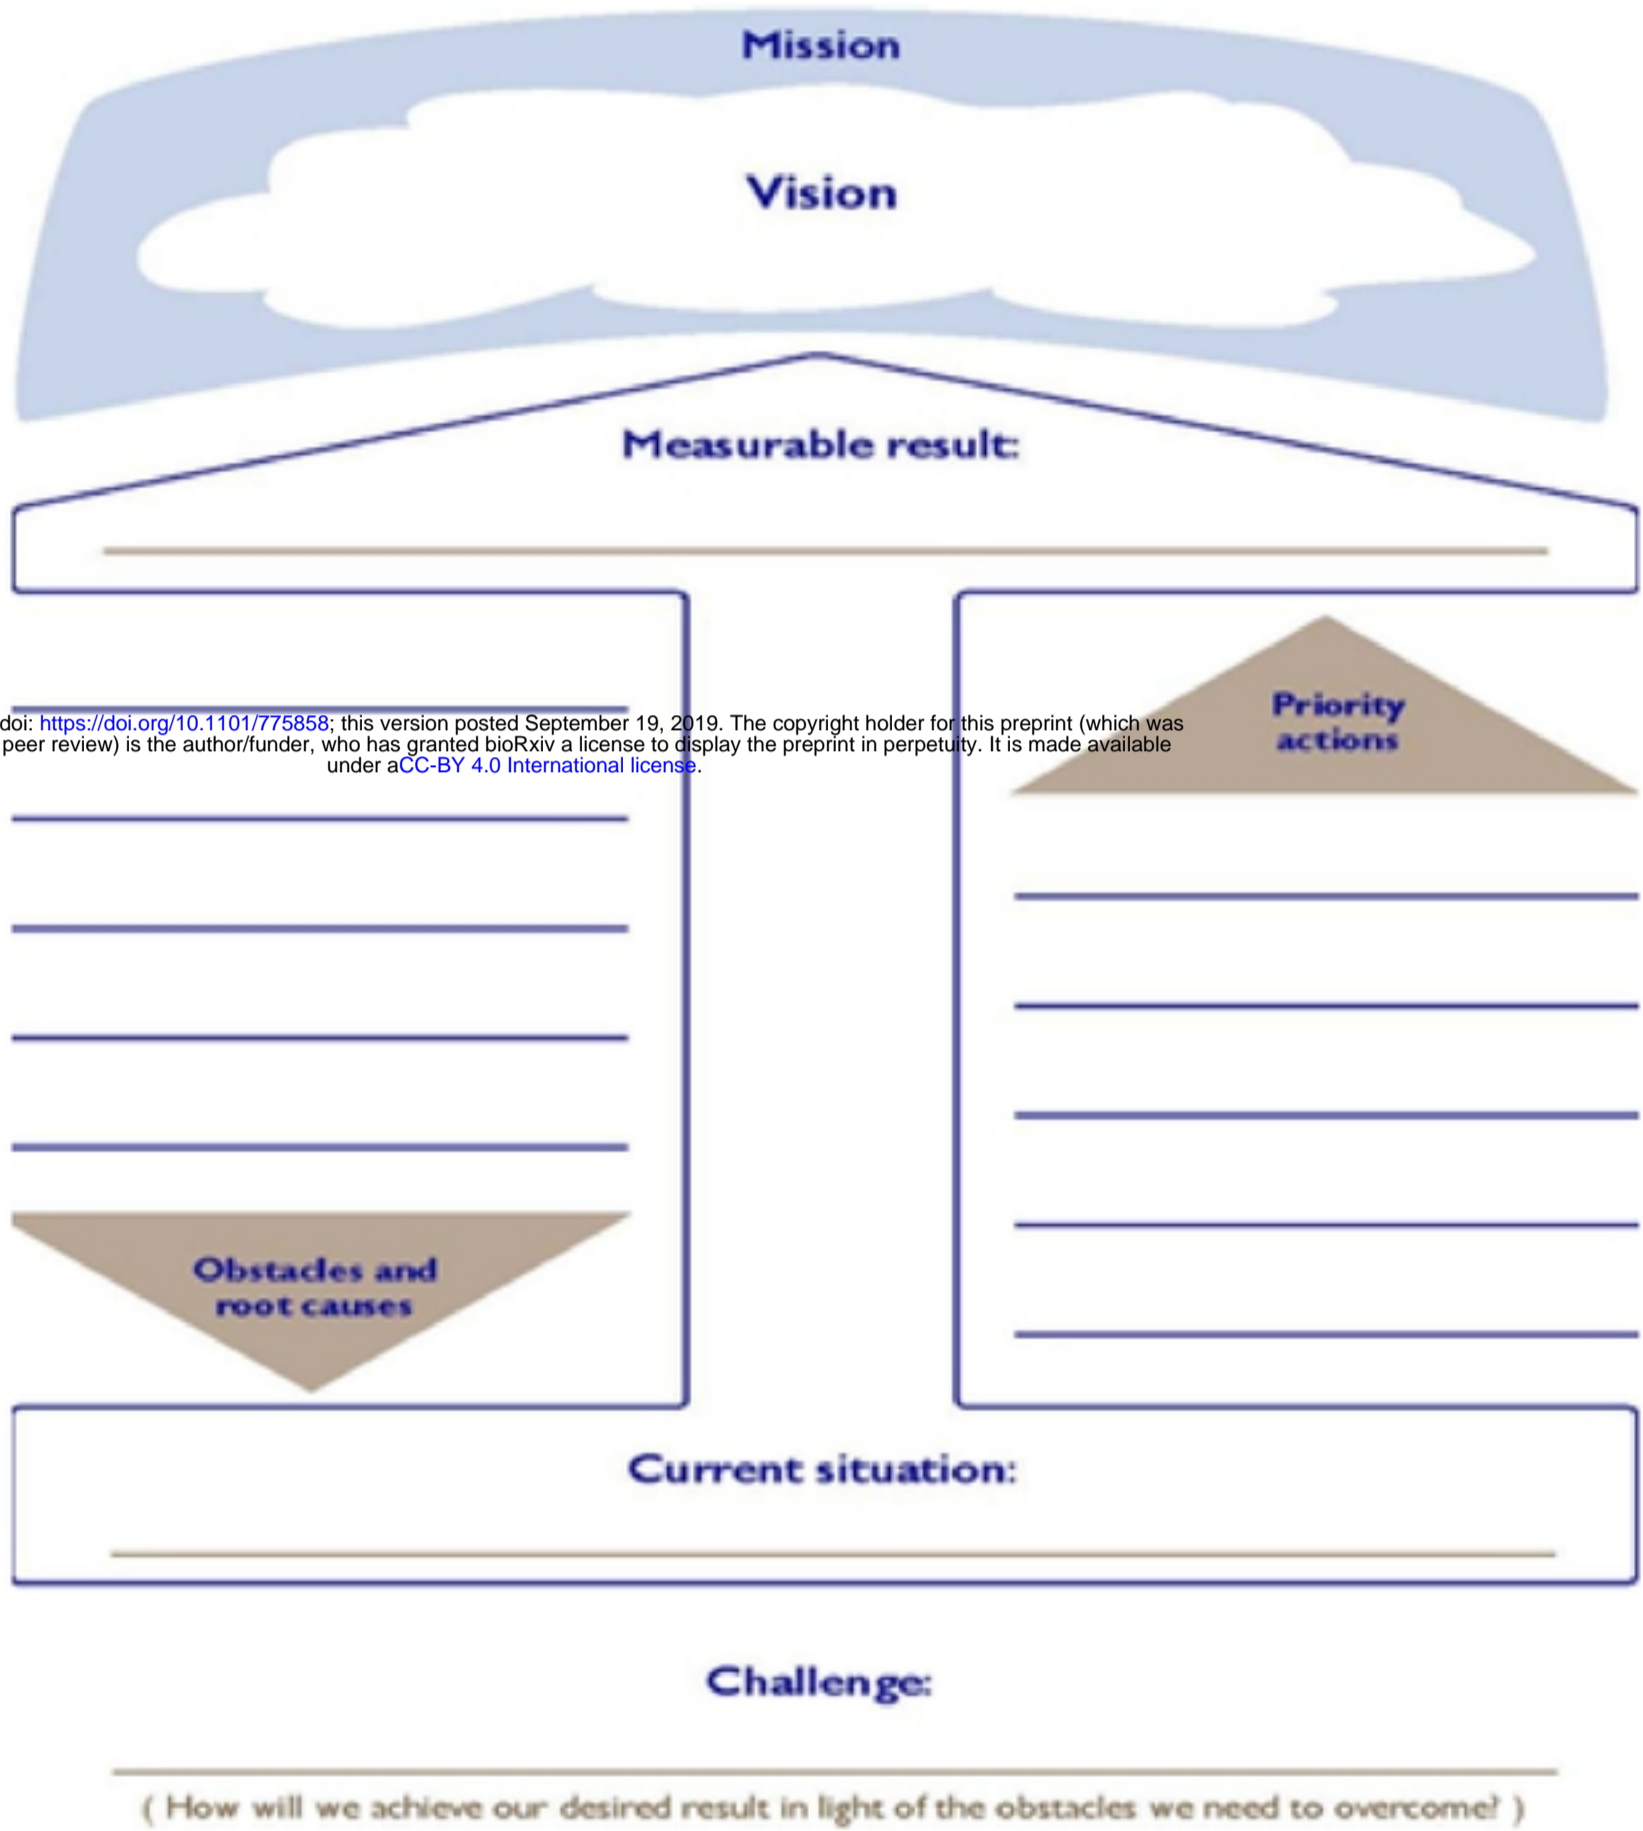 Mission
Vision
Measurable result:
doi: https://doi.org/10.1101/775858; this version posted September 19, 2019. The copyright holder for this preprint (which was
peer review) is the author/funder, who has granted bioRxiv a license to display the preprint in perpetuity. It is made available
under aCC-BY 4.0 International license.
Priority
actions
Obstacles and
root causes
Current situation:
Challenge:
( How will we achieve our desired result in light of the obstacles we need to overcome? )